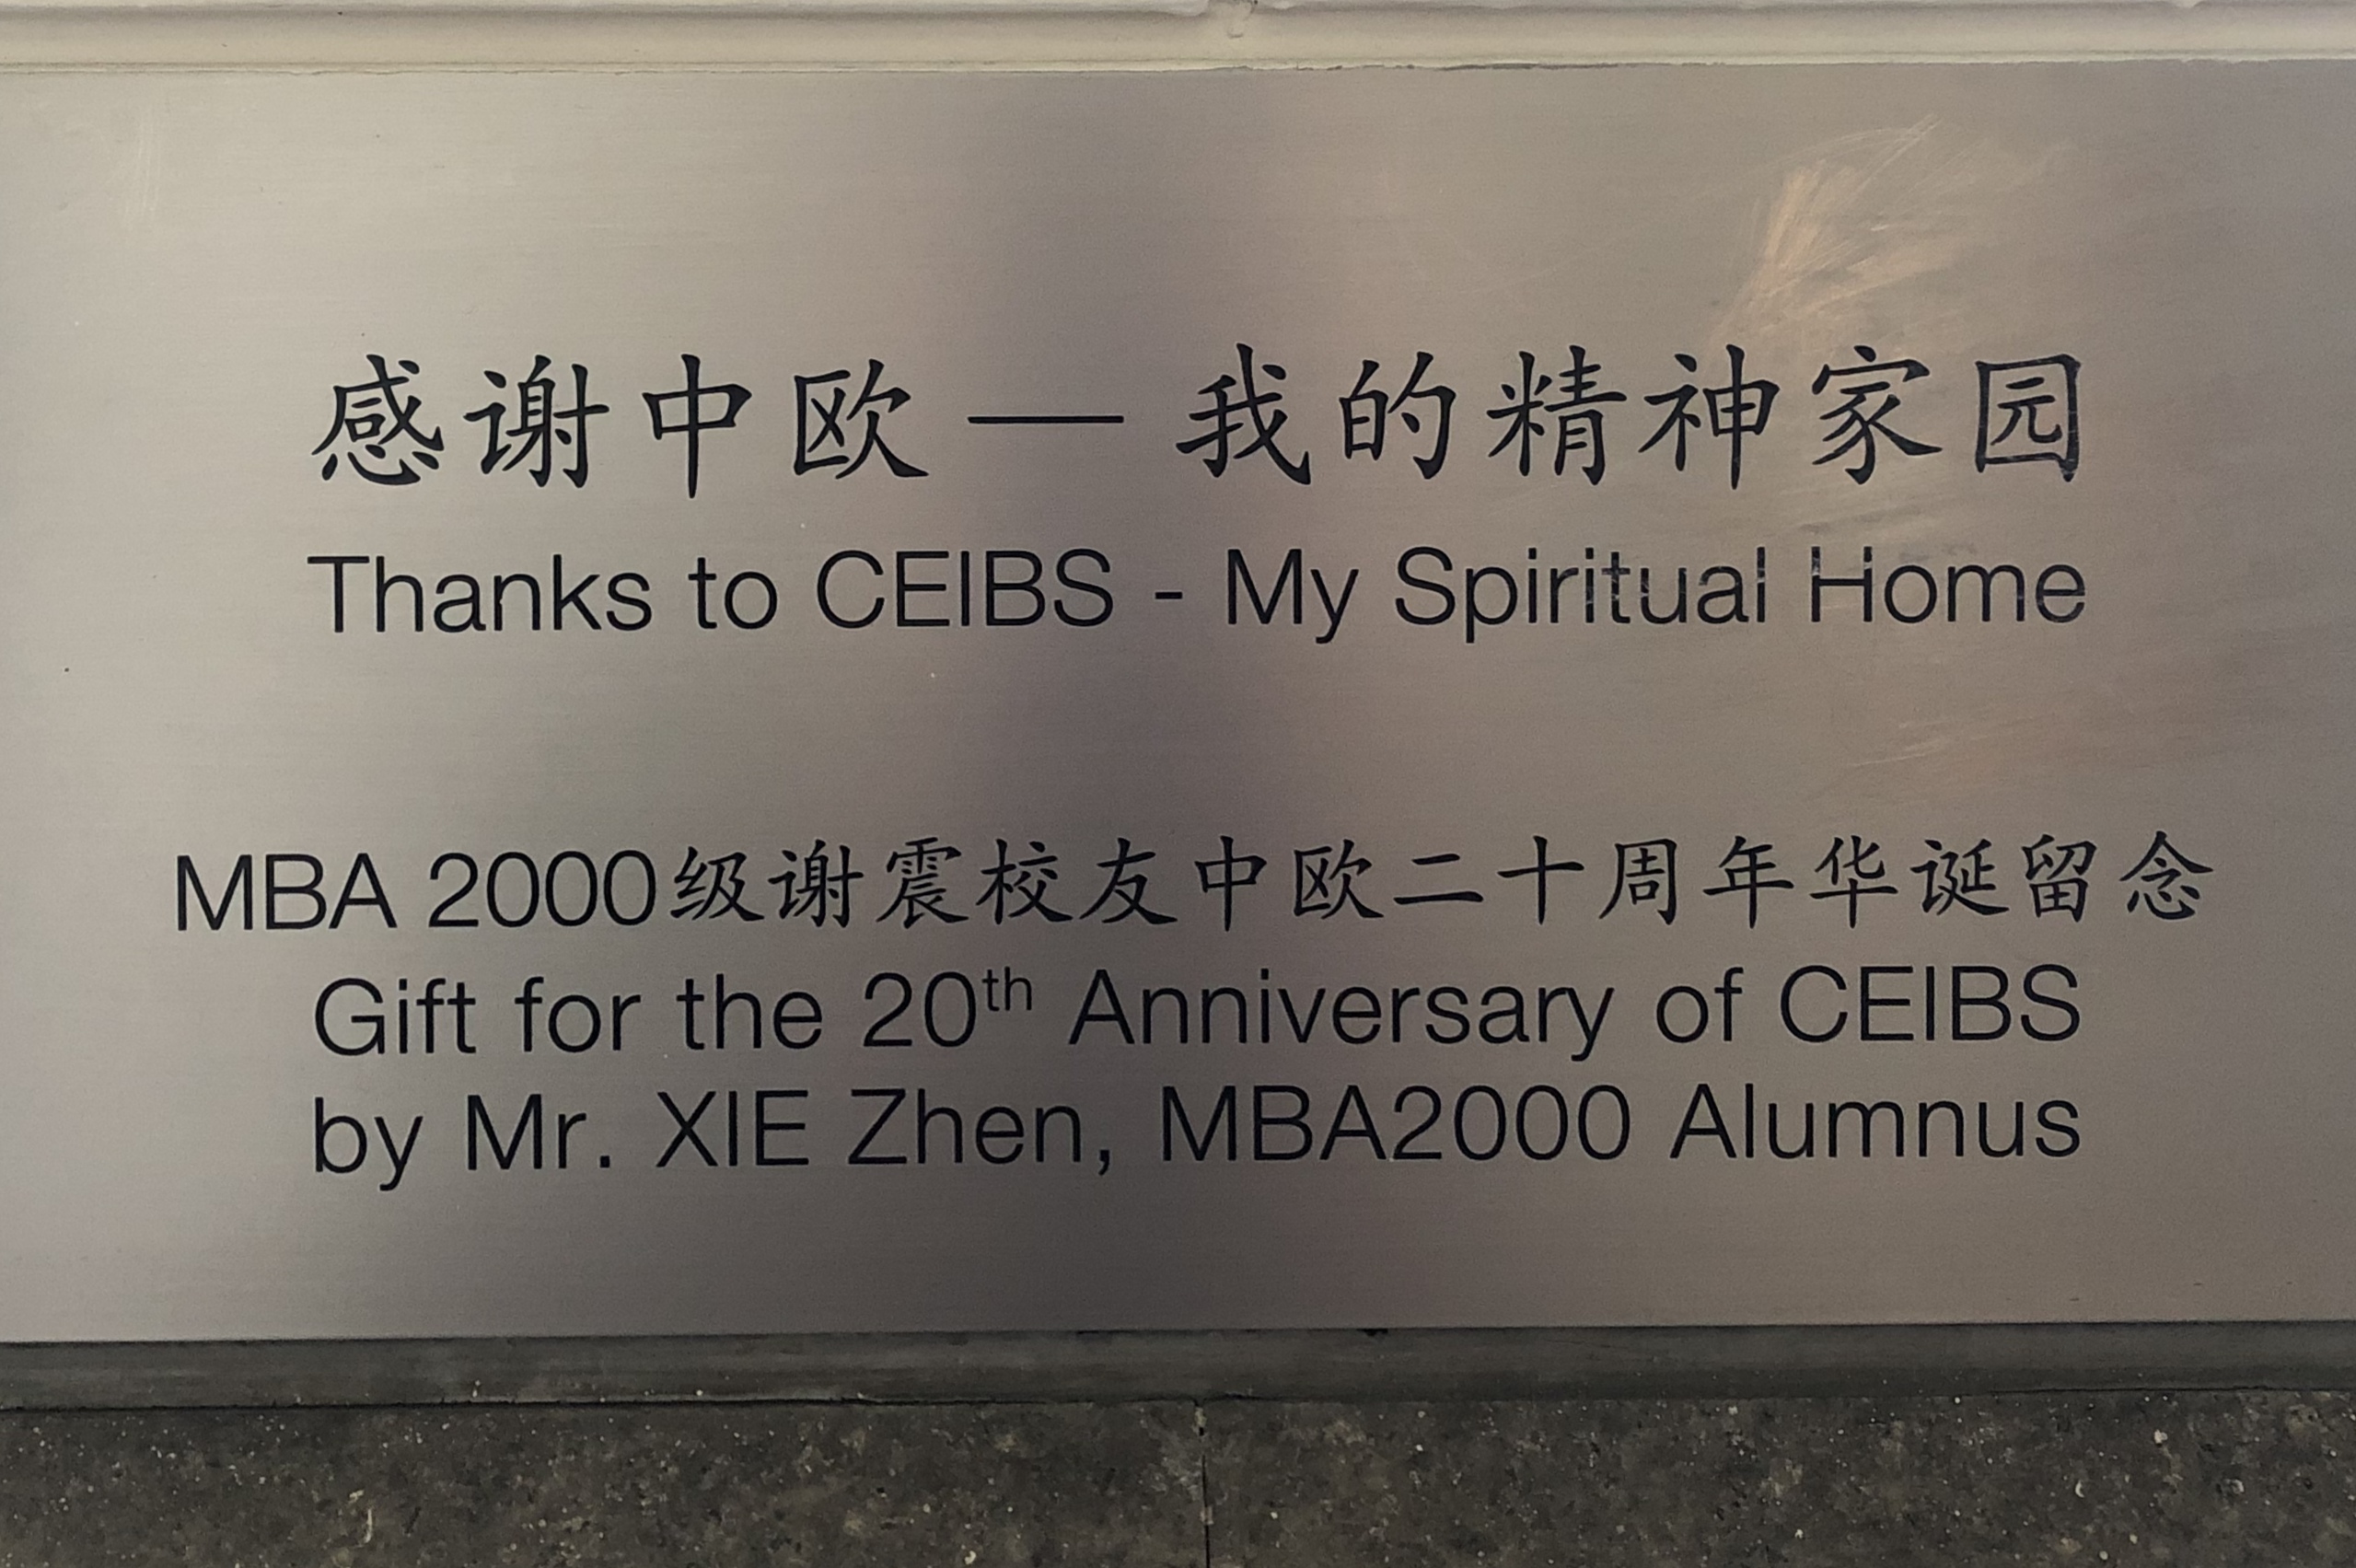 感谢中欧 — 我的精神家园
Thanks to CEIBS - My Spiritual Home
MBA 2000级谢震校友中欧二十周年华诞留念
Gift for the 20th Anniversary of CEIBS
by Mr. XIE Zhen, MBA2000 Alumnus